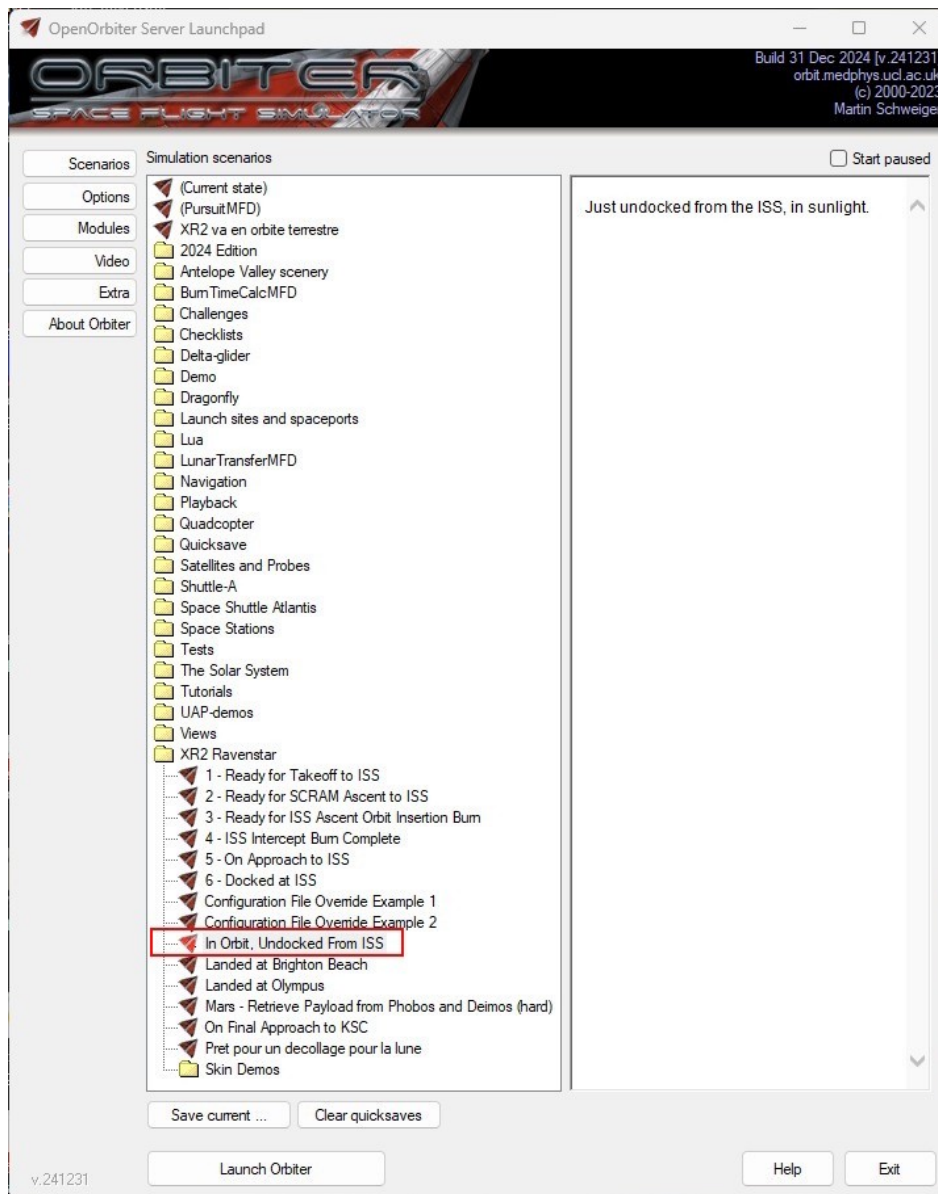 OpenOrbiter Server Launchpad
ORBITER
SPACE FLIGHT SIMULATOR
Build 31 Dec 2024 [v.241231
orbit.medphys.ucl.ac.uk
(c) 2000-2023
Martin Schweiger
Scenarios
Options
Modules
Video
Extra
About Orbiter
Simulation scenarios
Start paused
(Current state)
(PursuitMFD)
XR2 va en orbite terrestre
2024 Edition
Antelope Valley scenery
BurnTimeCalcMFD
Challenges
Checklists
Delta-glider
Demo
Dragonfly
Launch sites and spaceports
Lua
LunarTransferMFD
Navigation
Playback
Quadcopter
Quicksave
Satellites and Probes
Shuttle-A
Space Shuttle Atlantis
Space Stations
Tests
The Solar System
Tutorials
UAP-demos
Views
XR2 Ravenstar
1 - Ready for Takeoff to ISS
2 - Ready for SCRAM Ascent to ISS
3 - Ready for ISS Ascent Orbit Insertion Burn
4 - ISS Intercept Burn Complete
5 - On Approach to ISS
6 - Docked at ISS
Configuration File Override Example 1
Configuration File Override Example 2
In Orbit, Undocked From ISS
Landed at Brighton Beach
Landed at Olympus
Mars - Retrieve Payload from Phobos and Deimos (hard)
On Final Approach to KSC
Pret pour un decollage pour la lune
Skin Demos
Just undocked from the ISS, in sunlight.
Save current ...
Clear quicksaves
v.241231
Launch Orbiter
Help
Exit